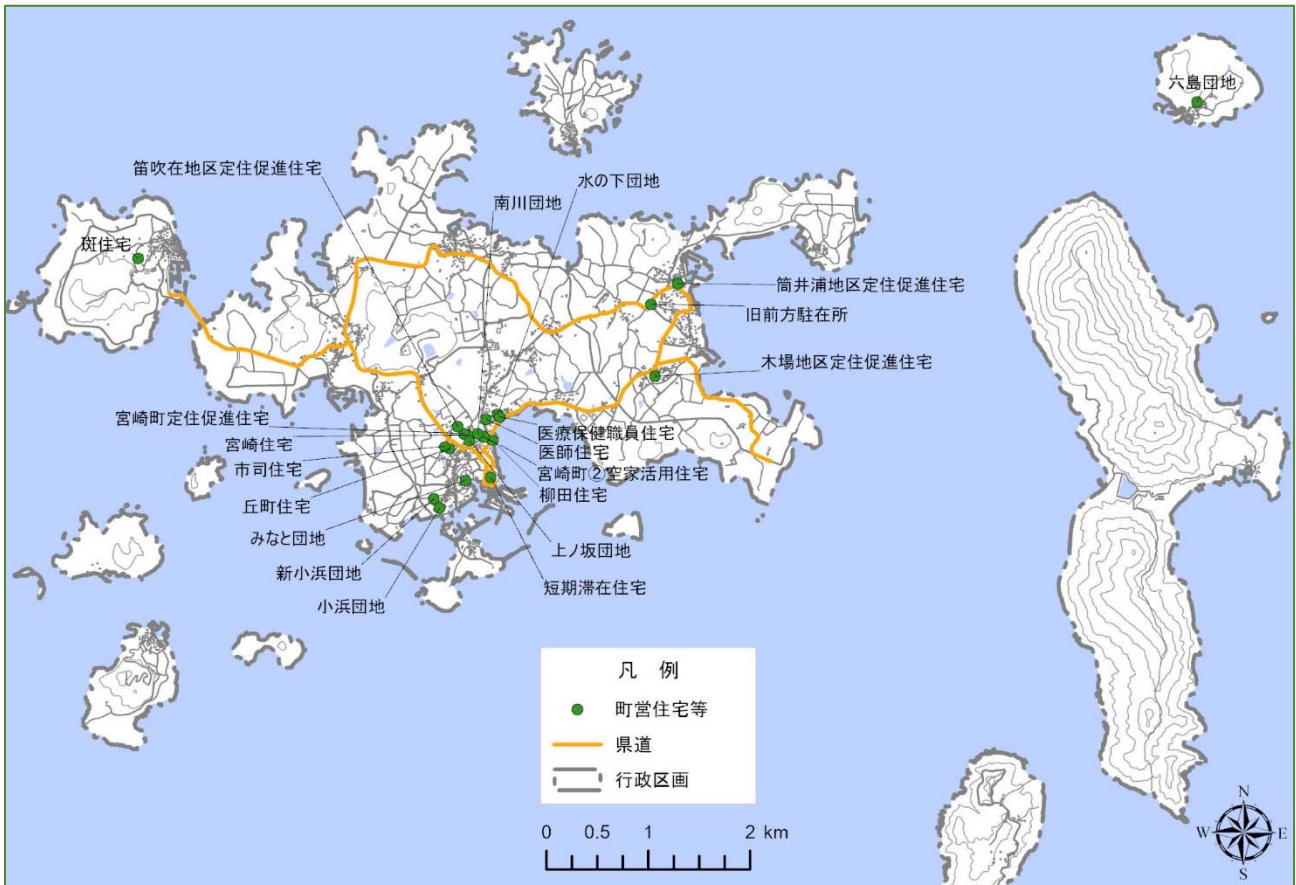 六島団地
水の下団地
笛吹在地区定住促進住宅
南川団地
斑住宅
筒井浦地区定住促進住宅
旧前方駐在所
木場地区定住促進住宅
宮崎町定住促進住宅
宮崎住宅
市司住宅
丘町住宅
みなと団地
新小浜団地
小浜団地
医療保健職員住宅
医師住宅
宮崎町②空家活用住宅
柳田住宅
上ノ坂団地
短期滞在住宅
凡 例
町営住宅等
県道
行政区画
0 0.5 1 2 km
N
W E
S